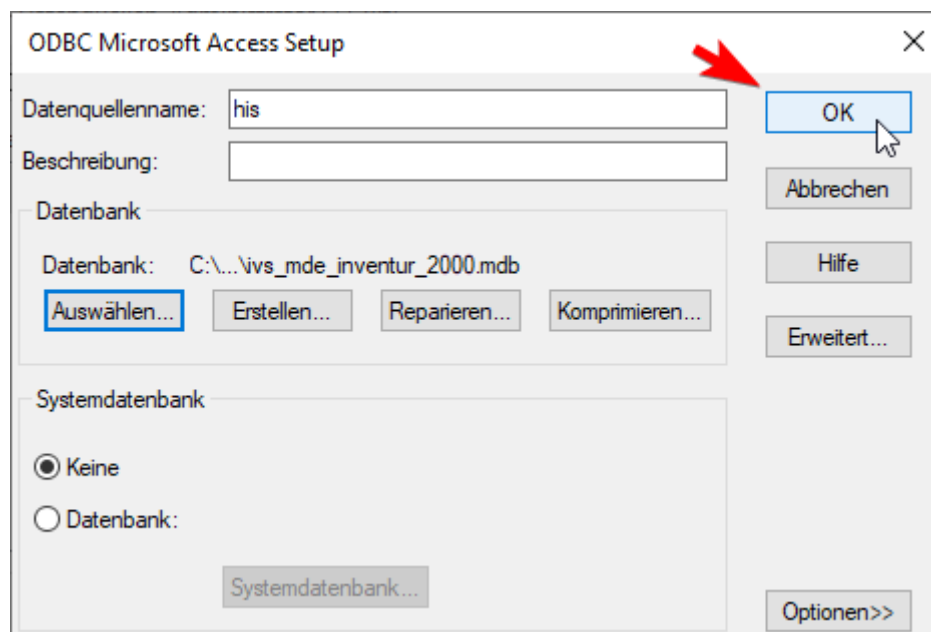 ODBC Microsoft Access Setup
Datenquellenname: his
OK
Beschreibung:
Abbrechen
Datenbank
Datenbank: C:\...\ivs_mde_inventur_2000.mdb
Hilfe
Auswählen... Erstellen... Reparieren... Komprimieren...
Erweitert...
Systemdatenbank
Keine
Datenbank:
Systemdatenbank...
Optionen>>